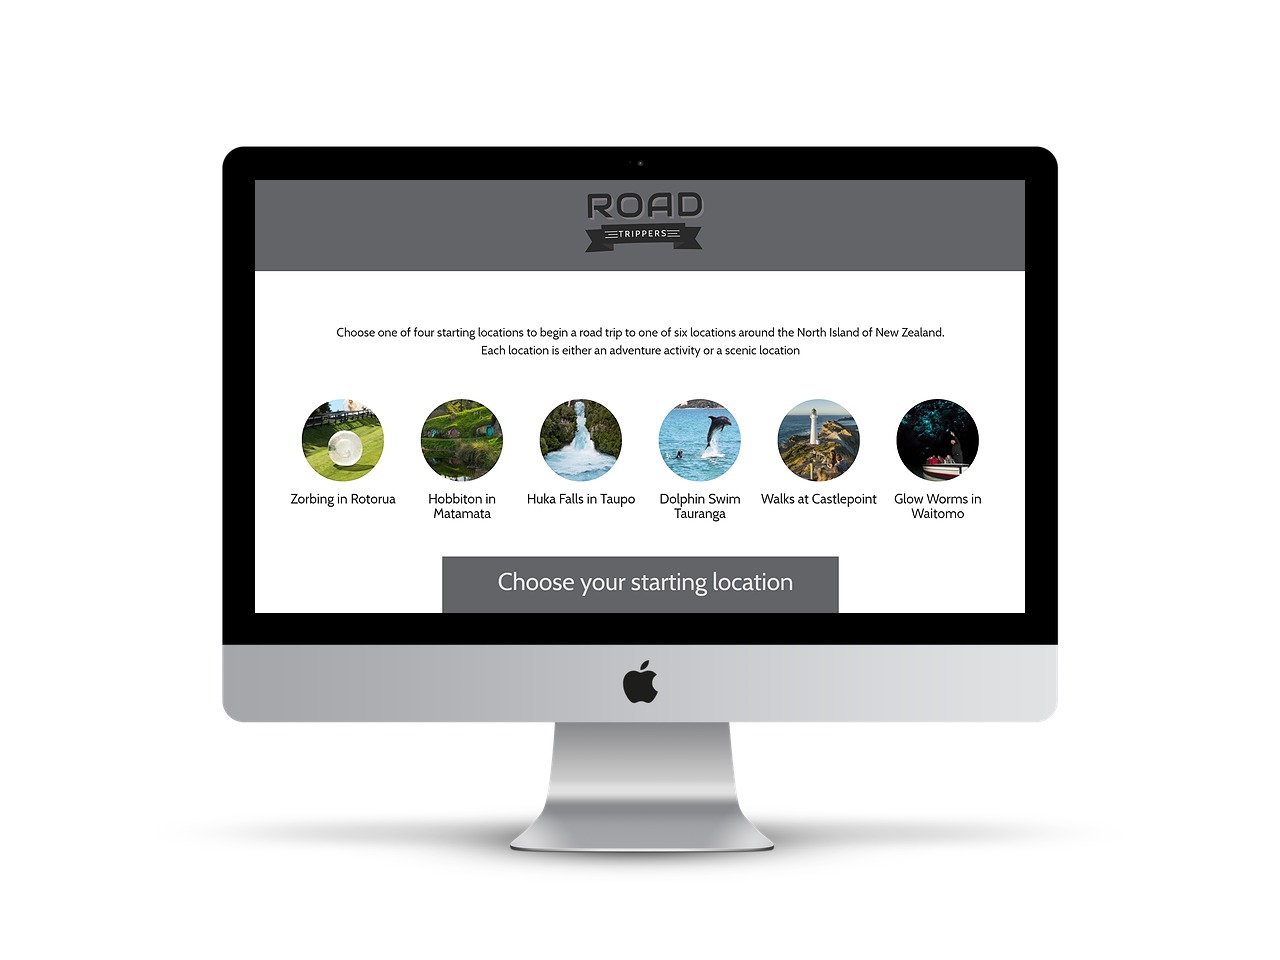 ROAD
TRIPPERS
Choose one of four starting locations to begin a road trip to one of six locations around the North Island of New Zealand.
Each location is either an adventure activity or a scenic location
Zorbing in Rotorua
Hobbiton in
Matamata
Huka Falls in Taupo
Dolphin Swim
Tauranga
Walks at Castlepoint
Glow Worms in
Waitomo
Choose your starting location